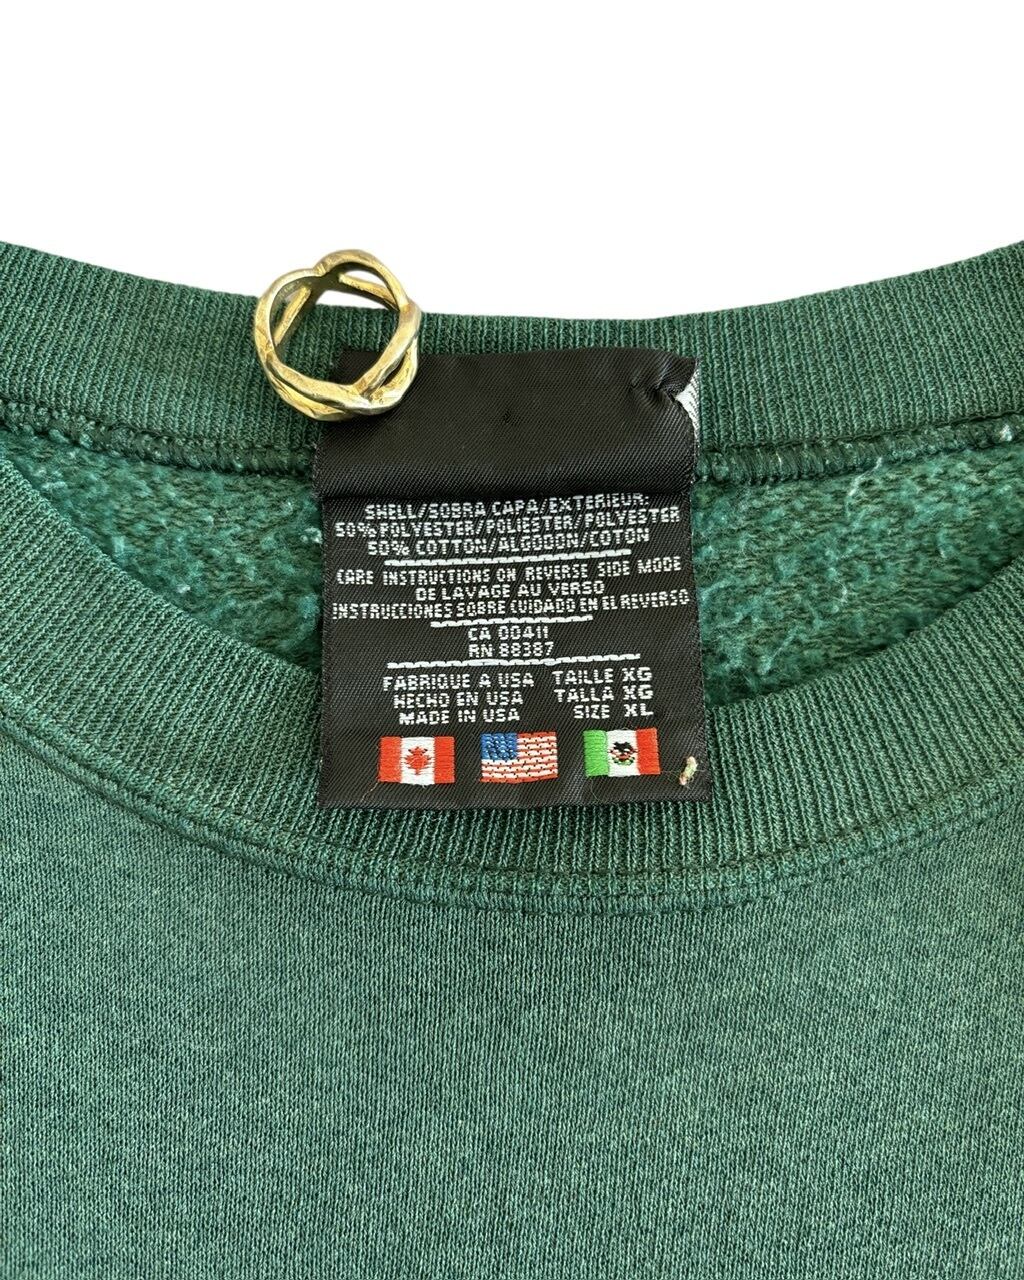 SHELL/SOBRA CAPA/EXTERIEUR:
50% POLYESTER/POLIESTER/POLYESTER
50% COTTON/ALGODON/COTON
CARE INSTRUCTIONS ON REVERSE SIDE MODE
DE LAVAGE AU VERSO
INSTRUCCIONES SOBRE CUIDADO EN EL REVERSO
CA 00411
RN 88387
FABRIQUE A USA TAILLE XG
HECHO EN USA TALLA XG
MADE IN USA SIZE XL